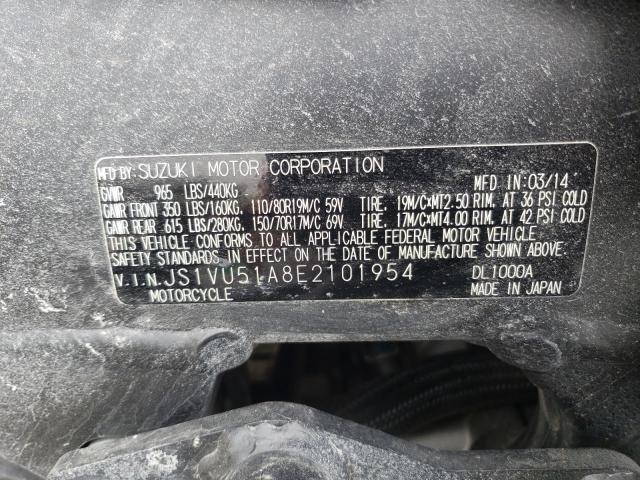 MFD BY: SUZUKI MOTOR CORPORATION MFD IN: 03/14
GVWR 965 LBS/440KG
GAWR FRONT 350 LBS/160KG, 110/80R19M/C 59V TIRE, 19M/C×MT2.50 RIM, AT 36 PSI COLD
GAWR REAR 615 LBS/280KG, 150/70R17M/C 69V TIRE, 17M/C×MT4.00 RIM, AT 42 PSI COLD
THIS VEHICLE CONFORMS TO ALL APPLICABLE FEDERAL MOTOR VEHICLE
SAFETY STANDARDS IN EFFECT ON THE DATE OF MANUFACTURE SHOWN ABOVE.
V.I.N. JS1VU51A8E2101954 DL1000A
MOTORCYCLE MADE IN JAPAN